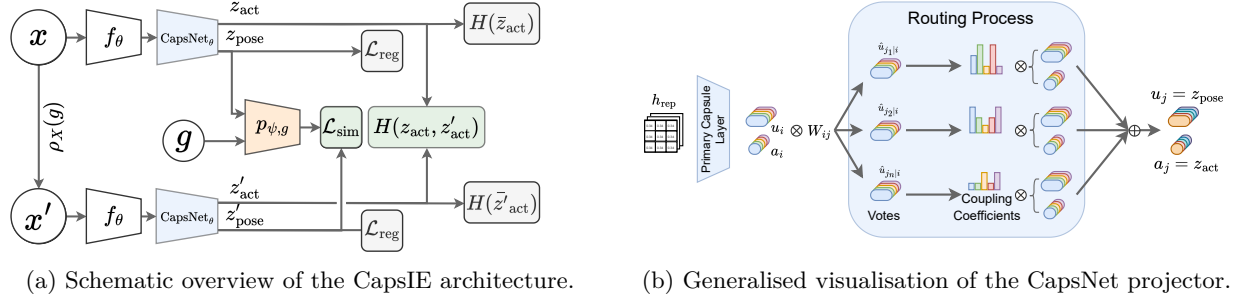 x
f_θ
CapsNet_θ
z_act
z_pose
H(z̄_act)
L_reg
ρ_X(g)
g
p_ψ,g
L_sim
H(z_act, z′_act)
x′
f_θ
CapsNet_θ
z′_act
z′_pose
H(z̄′_act)
L_reg
(a) Schematic overview of the CapsIE architecture.
Routing Process
h_rep
Primary Capsule
Layer
u_i
a_i
⊗ W_ij
û_j₁|i
û_j₂|i
û_jₙ|i
⊗
⊗
⊗
Votes
Coupling
Coefficients
⊕
u_j = z_pose
a_j = z_act
(b) Generalised visualisation of the CapsNet projector.